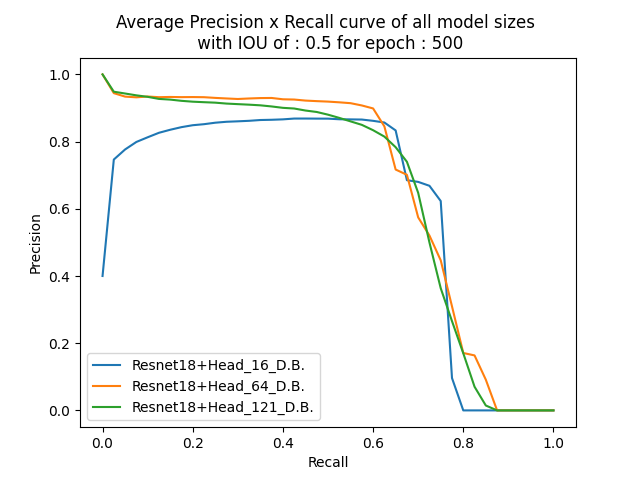 Average Precision x Recall curve of all model sizes
with IOU of : 0.5 for epoch : 500
1.0
0.8
0.6
0.4
0.2
0.0
Precision
Resnet18+Head_16_D.B.
Resnet18+Head_64_D.B.
Resnet18+Head_121_D.B.
0.0 0.2 0.4 0.6 0.8 1.0
Recall